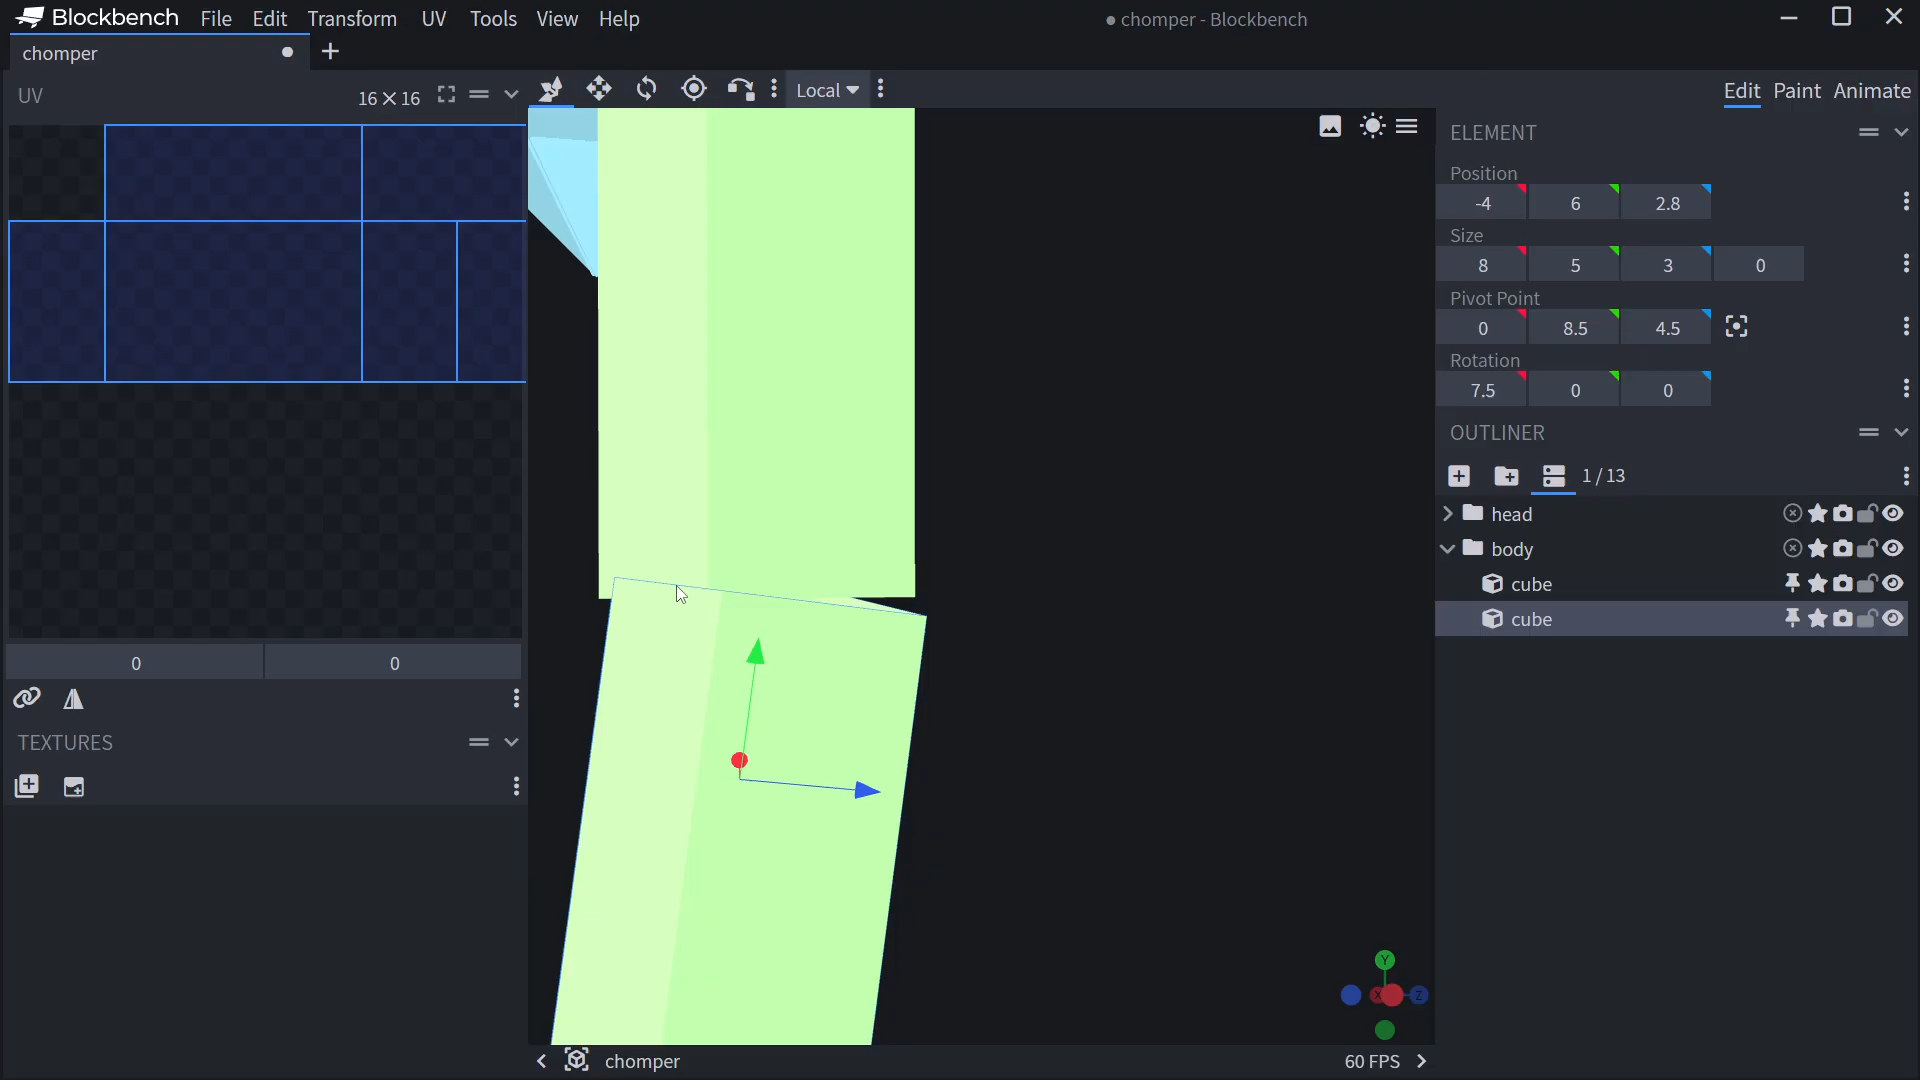 Blockbench File Edit Transform UV Tools View Help
● chomper - Blockbench
chomper
UV 16×16
Local
Edit Paint Animate
ELEMENT
Position
-4 6 2.8
Size
8 5 3 0
Pivot Point
0 8.5 4.5
Rotation
7.5 0 0
OUTLINER
1 / 13
head
body
cube
cube
0 0
TEXTURES
Y
X Z
chomper
60 FPS